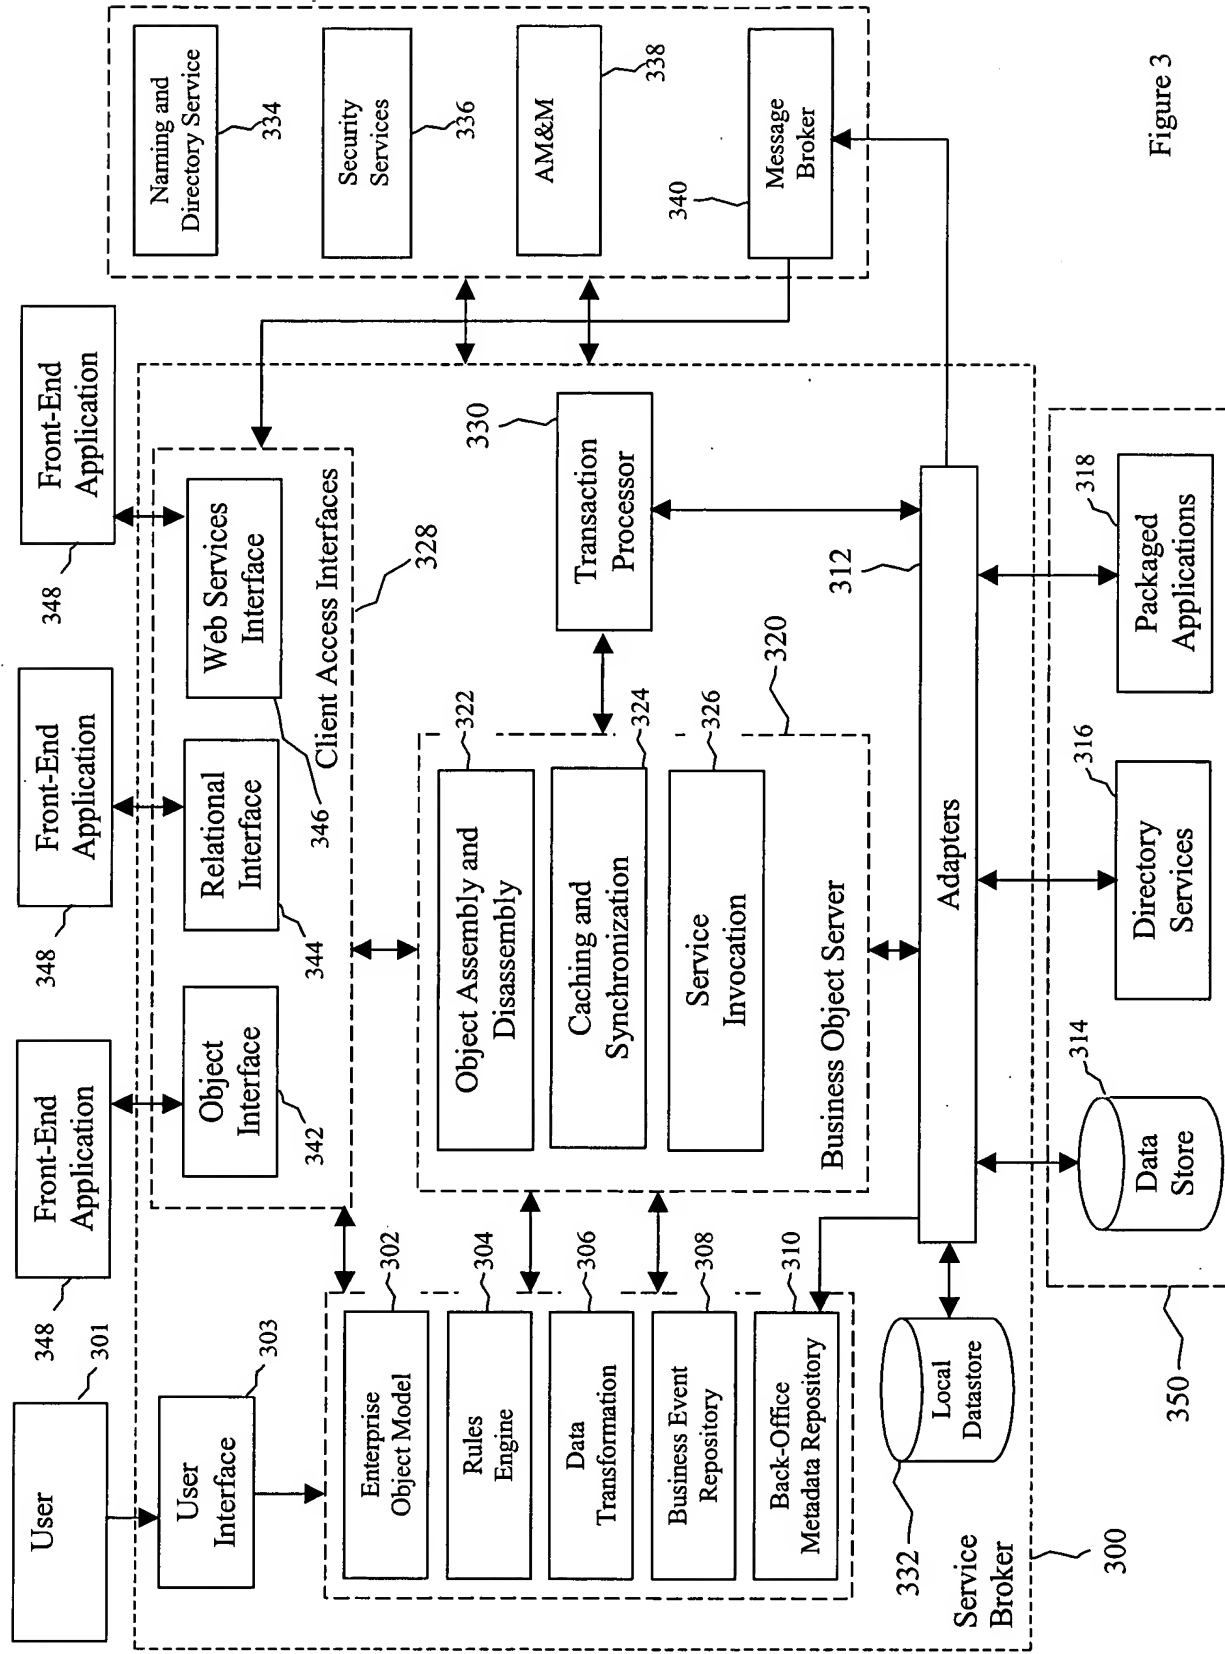 User
301
User
Interface
303
Front-End
Application
348
Front-End
Application
348
Front-End
Application
348
Object
Interface
342
Relational
Interface
344
Web Services
Interface
346
Client Access Interfaces
328
Enterprise
Object Model
302
Rules
Engine
304
Data
Transformation
306
Business Event
Repository
308
Back-Office
Metadata Repository
310
Object Assembly and
Disassembly
322
Caching and
Synchronization
324
Service
Invocation
326
Business Object Server
320
Transaction
Processor
330
Naming and
Directory Service
334
Security
Services
336
AM&M
338
Message
Broker
340
Local
Datastore
332
Adapters
312
Service
Broker
300
Data
Store
314
Directory
Services
316
Packaged
Applications
318
350
Figure 3